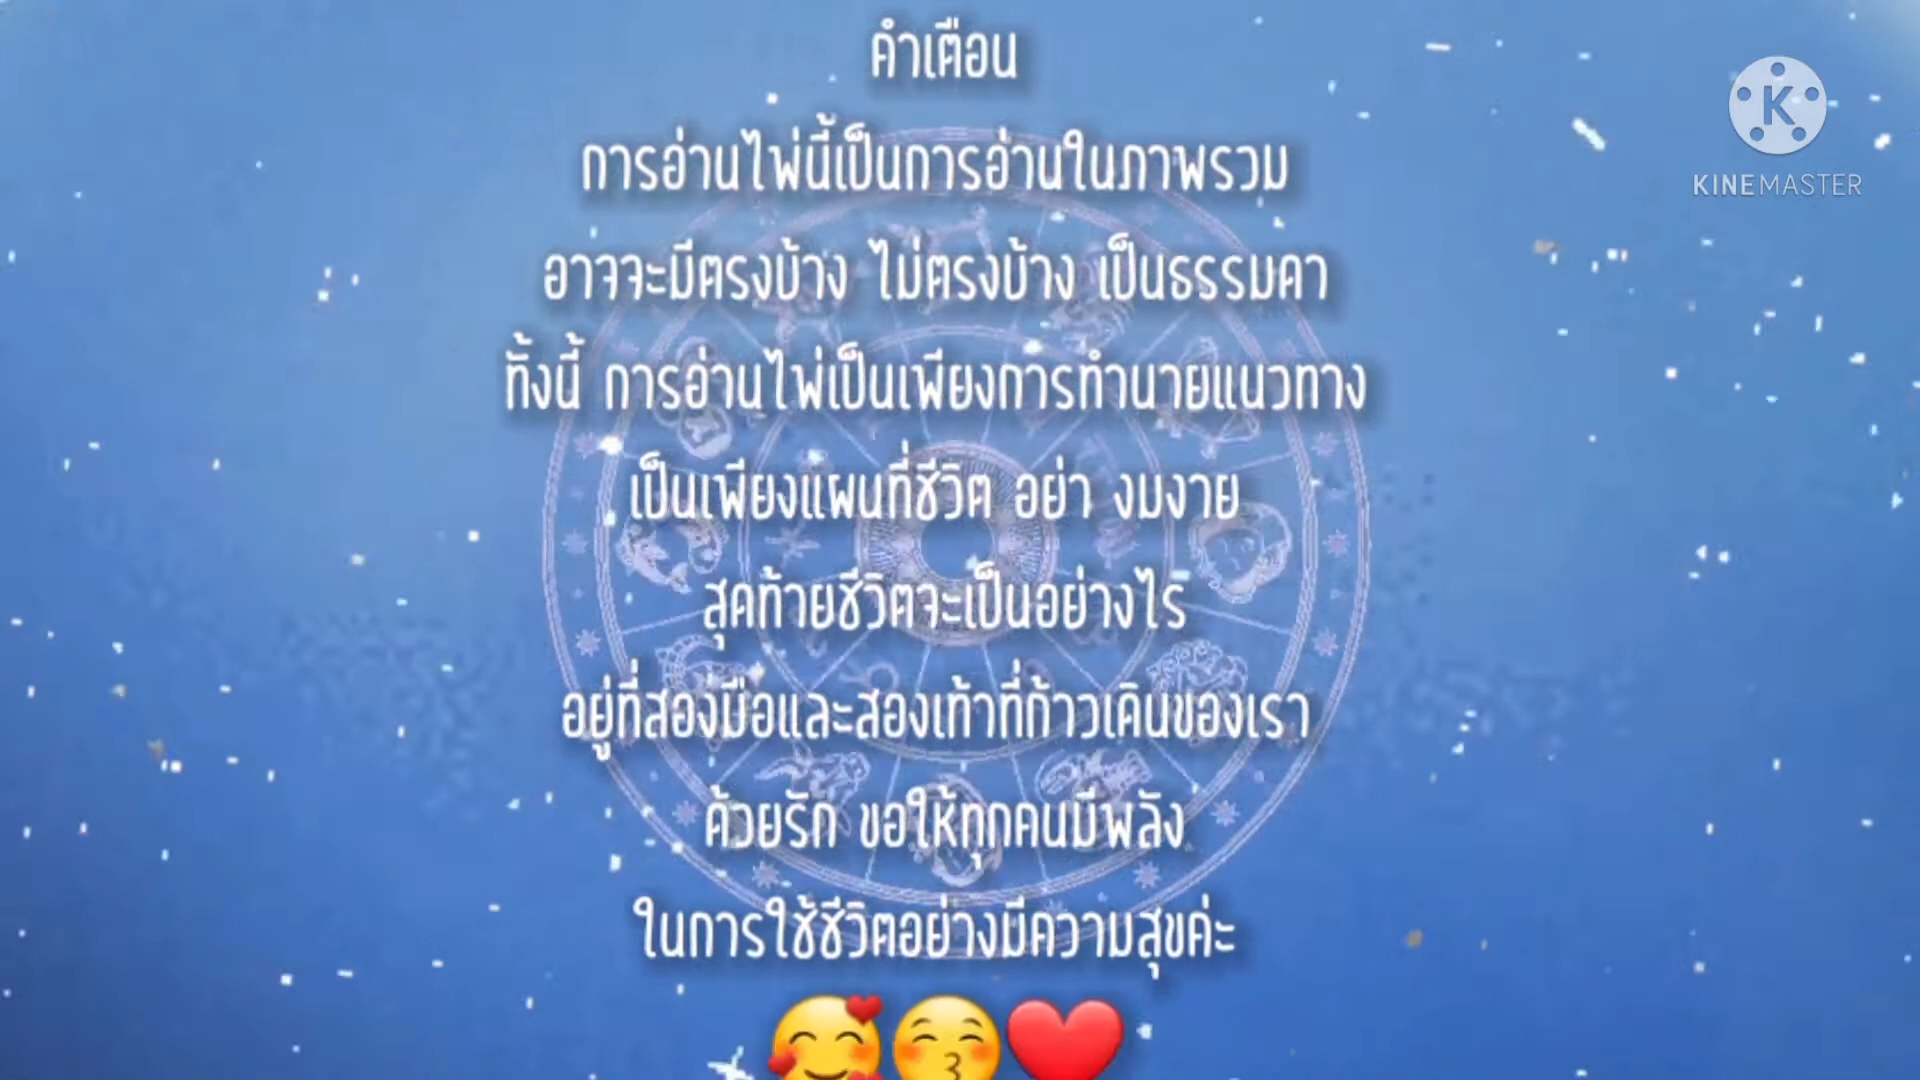 คำเตือน
K
KINEMASTER
การอ่านไพ่นี้เป็นการอ่านในภาพรวม
อาจจะมีตรงบ้าง ไม่ตรงบ้าง เป็นธรรมดา
ทั้งนี้ การอ่านไพ่เป็นเพียงการทำนายแนวทาง
เป็นเพียงแผนที่ชีวิต อย่า งมงาย
สุดท้ายชีวิตจะเป็นอย่างไร
อยู่ที่สองมือและสองเท้าที่ก้าวเดินของเรา
ด้วยรัก ขอให้ทุกคนมีพลัง
ในการใช้ชีวิตอย่างมีความสุขค่ะ